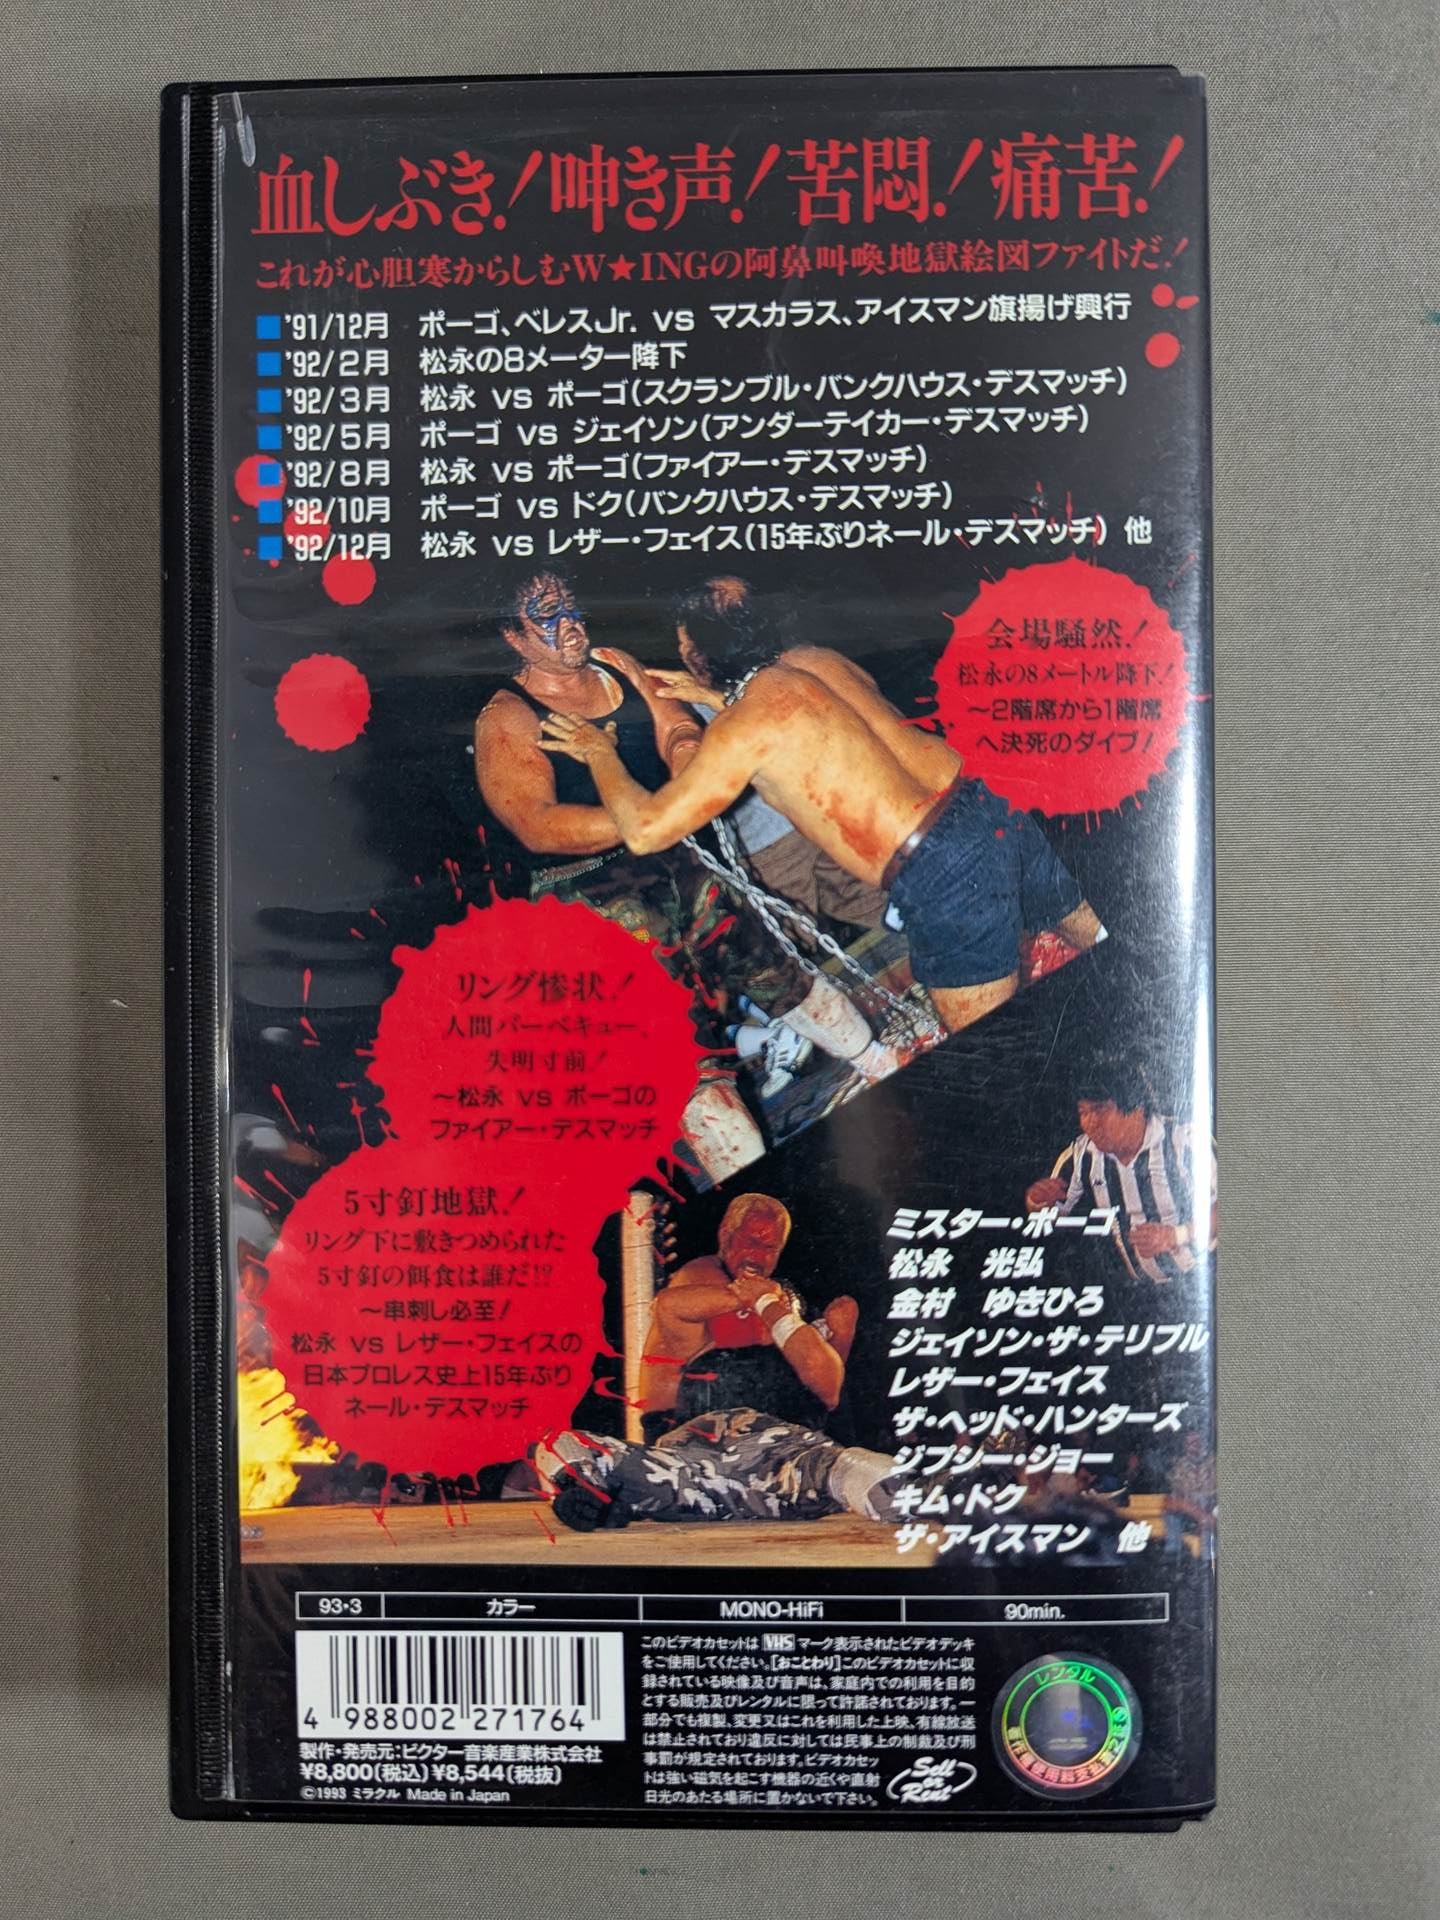 血しぶき!呻き声!苦悶!痛苦!
これが心胆寒からしむW★INGの阿鼻叫喚地獄絵図ファイトだ!
■'91/12月 ポーゴ、ベレスJr. vs マスカラス、アイスマン旗揚げ興行
■'92/2月 松永の8メーター降下
■'92/3月 松永 vs ポーゴ(スクランブル・バンクハウス・デスマッチ)
■'92/5月 ポーゴ vs ジェイソン(アンダーテイカー・デスマッチ)
■'92/8月 松永 vs ポーゴ(ファイアー・デスマッチ)
■'92/10月 ポーゴ vs ドク(バンクハウス・デスマッチ)
■'92/12月 松永 vs レザー・フェイス(15年ぶりネール・デスマッチ) 他
会場騒然!
松永の8メートル降下!
～2階席から1階席
へ決死のダイブ!
リング惨状!
人間バーベキュー、
失明寸前!
～松永 vs ポーゴの
ファイアー・デスマッチ
5寸釘地獄!
リング下に敷きつめられた
5寸釘の餌食は誰だ!?
～串刺し必至!
松永 vs レザー・フェイスの
日本プロレス史上15年ぶり
ネール・デスマッチ
ミスター・ポーゴ
松永 光弘
金村 ゆきひろ
ジェイソン・ザ・テリブル
レザー・フェイス
ザ・ヘッド・ハンターズ
ジプシー・ジョー
キム・ドク
ザ・アイスマン 他
93・3 カラー MONO-HiFi 90min.
4 988002 271764
製作・発売元:ビクター音楽産業株式会社
¥8,800(税込)¥8,544(税抜)
©1993 ミラクル Made in Japan
このビデオカセットは VHS マーク表示されたビデオデッキ
をご使用してください。[おことわり]このビデオカセットに収
録されている映像及び音声は、家庭内での利用を目的
とする販売及びレンタルに限って許諾されております。一
部分でも複製、変更又はこれを利用した上映、有線放送
は禁止されており違反に対しては民事上の制裁及び刑
事罰が規定されております。ビデオカセッ
トは強い磁気を起こす機器の近くや直射
日光のあたる場所に置かないで下さい。
Sell or Rent
レンタル
著作権使用料支払済2